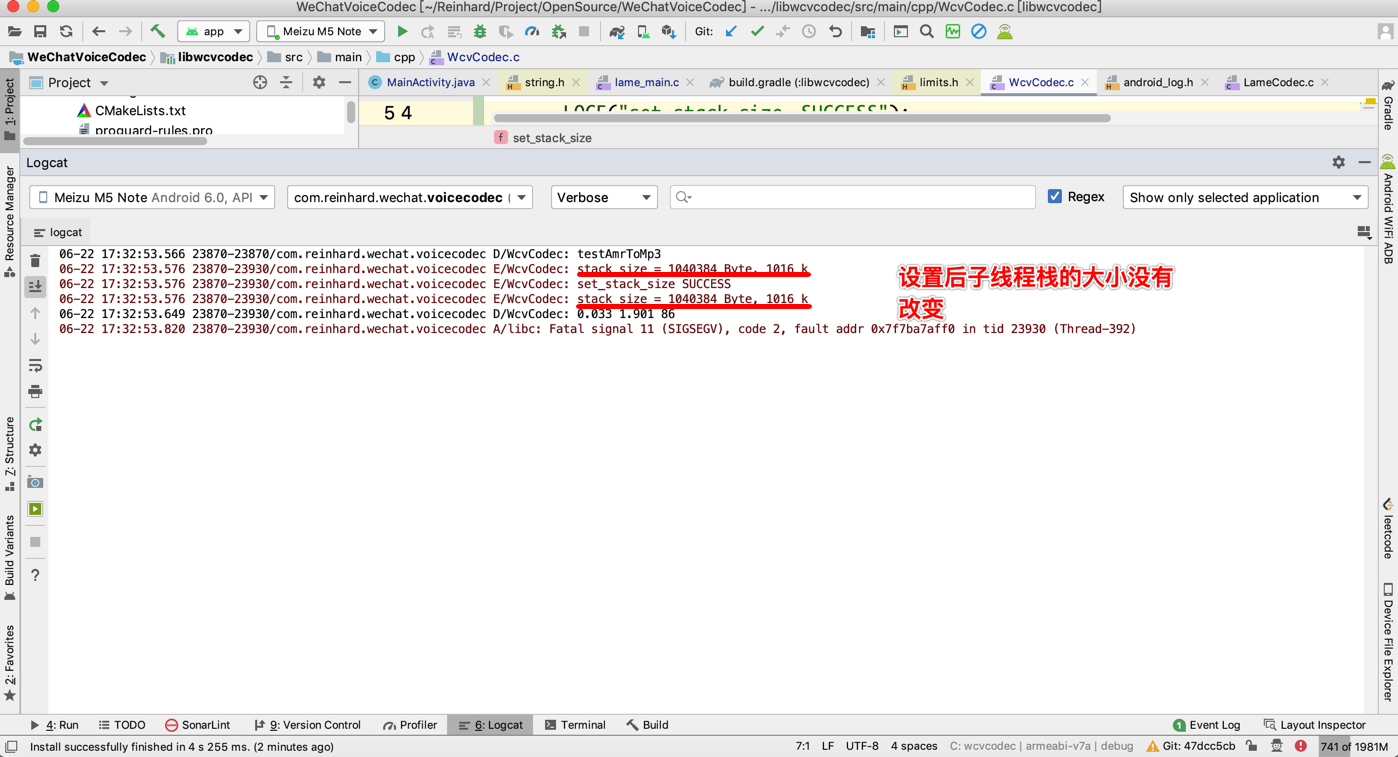 WeChatVoiceCodec [~/Reinhard/Project/OpenSource/WeChatVoiceCodec] - .../libwcvcodec/src/main/cpp/WcvCodec.c [libwcvcodec]
app Meizu M5 Note Git:
WeChatVoiceCodec libwcvcodec src main cpp WcvCodec.c
1: Project
Resource Manager
Z: Structure
Build Variants
2: Favorites
Project
CMakeLists.txt
proguard-rules.pro
MainActivity.java string.h lame_main.c build.gradle (:libwcvcodec) limits.h WcvCodec.c android_log.h LameCodec.c
54 LOGE("set_stack_size SUCCESS");
f set_stack_size
Logcat
Meizu M5 Note Android 6.0, API com.reinhard.wechat.voicecodec ( Verbose Regex Show only selected application
logcat
06-22 17:32:53.566 23870-23870/com.reinhard.wechat.voicecodec D/WcvCodec: testAmrToMp3
06-22 17:32:53.576 23870-23930/com.reinhard.wechat.voicecodec E/WcvCodec: stack_size = 1040384 Byte, 1016 k
06-22 17:32:53.576 23870-23930/com.reinhard.wechat.voicecodec E/WcvCodec: set_stack_size SUCCESS
06-22 17:32:53.576 23870-23930/com.reinhard.wechat.voicecodec E/WcvCodec: stack_size = 1040384 Byte, 1016 k
06-22 17:32:53.649 23870-23930/com.reinhard.wechat.voicecodec D/WcvCodec: 0.033 1.901 86
06-22 17:32:53.820 23870-23930/com.reinhard.wechat.voicecodec A/libc: Fatal signal 11 (SIGSEGV), code 2, fault addr 0x7f7ba7aff0 in tid 23930 (Thread-392)
设置后子线程栈的大小没有
改变
Gradle
Android WiFi ADB
leetcode
Device File Explorer
4: Run TODO SonarLint 9: Version Control Profiler 6: Logcat Terminal Build 1 Event Log Layout Inspector
Install successfully finished in 4 s 255 ms. (2 minutes ago) 7:1 LF UTF-8 4 spaces C: wcvcodec | armeabi-v7a | debug Git: 47dcc5cb 741 of 1981M